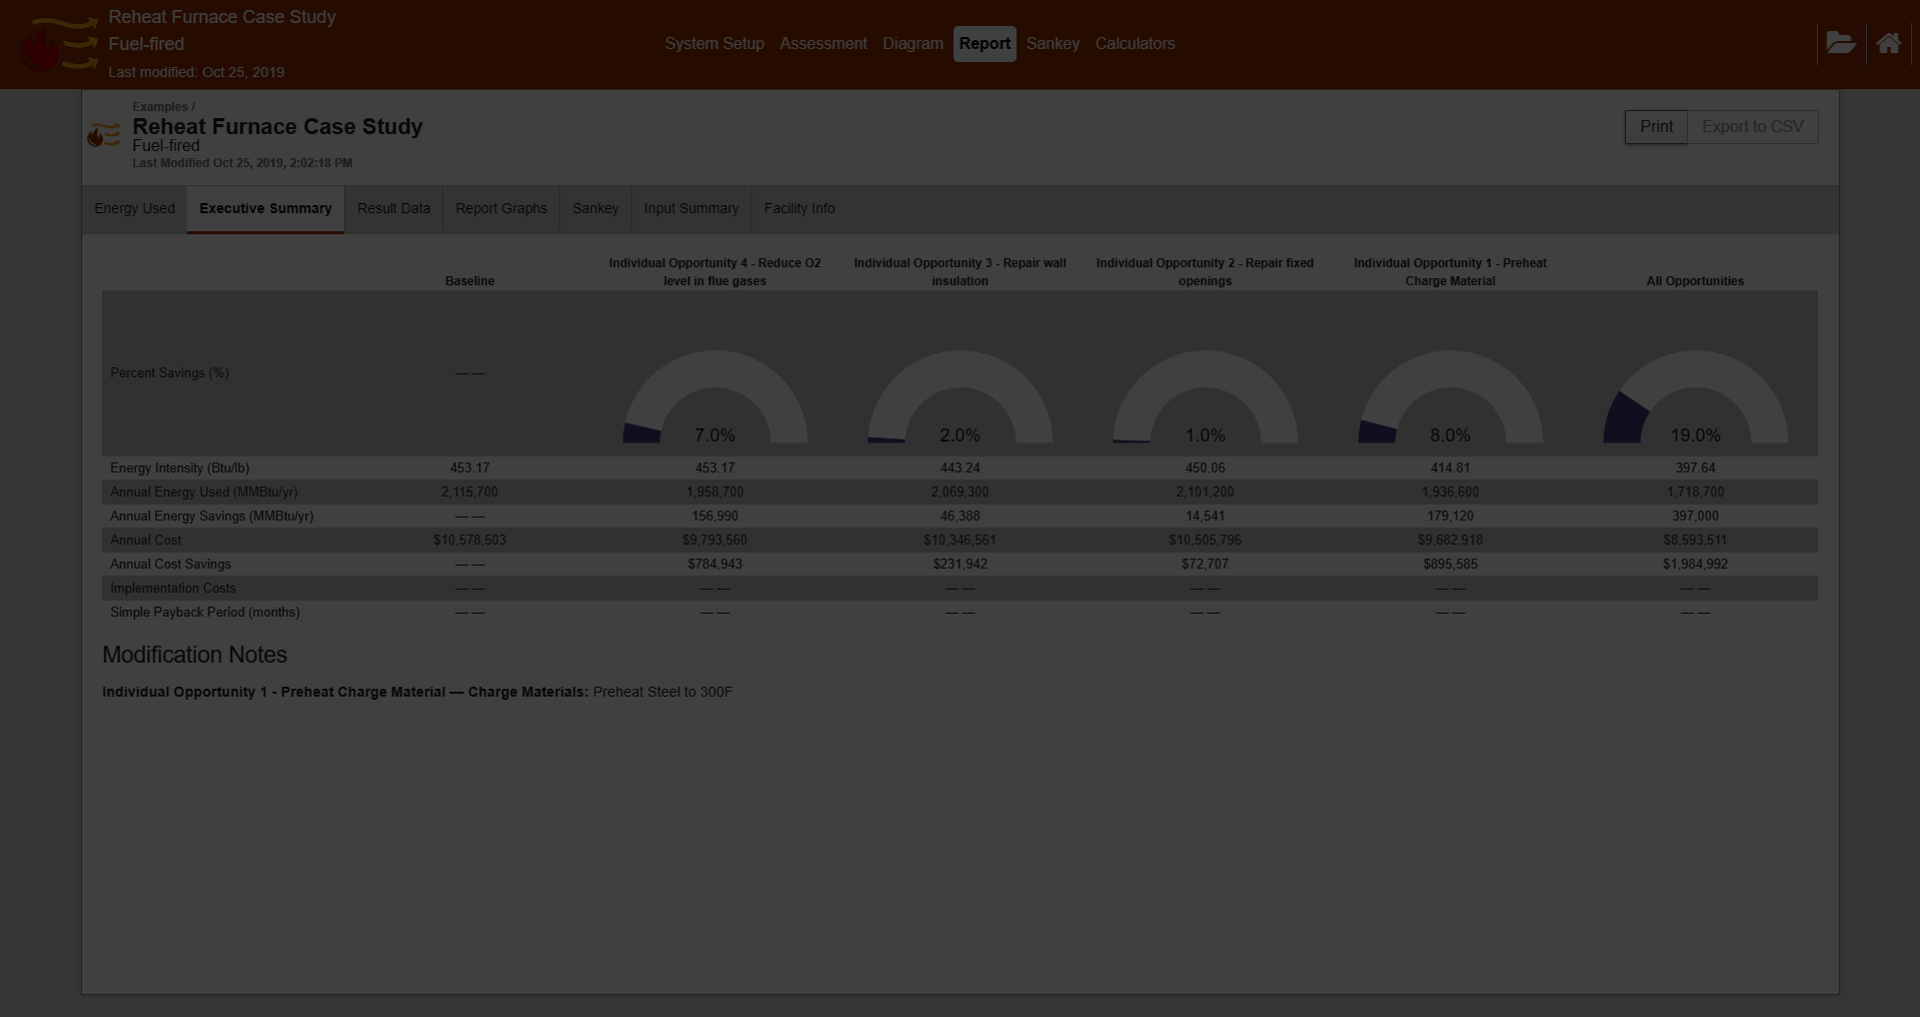 Reheat Furnace Case Study
Fuel-fired
Last modified: Oct 25, 2019
System Setup Assessment Diagram Report Sankey Calculators
Examples /
Reheat Furnace Case Study
Fuel-fired
Last Modified Oct 25, 2019, 2:02:18 PM
Print Export to CSV
Energy Used Executive Summary Result Data Report Graphs Sankey Input Summary Facility Info
Individual Opportunity 4 - Reduce O2 Individual Opportunity 3 - Repair wall Individual Opportunity 2 - Repair fixed Individual Opportunity 1 - Preheat
Baseline level in flue gases insulation openings Charge Material All Opportunities
Percent Savings (%) — —
7.0% 2.0% 1.0% 8.0% 19.0%
Energy Intensity (Btu/lb) 453.17 453.17 443.24 450.06 414.81 397.64
Annual Energy Used (MMBtu/yr) 2,115,700 1,958,700 2,069,300 2,101,200 1,936,600 1,718,700
Annual Energy Savings (MMBtu/yr) — — 156,990 46,388 14,541 179,120 397,000
Annual Cost $10,578,503 $9,793,560 $10,346,561 $10,505,796 $9,682,918 $8,593,511
Annual Cost Savings — — $784,943 $231,942 $72,707 $895,585 $1,984,992
Implementation Costs — — — — — — — — — — — —
Simple Payback Period (months) — — — — — — — — — — — —
Modification Notes
Individual Opportunity 1 - Preheat Charge Material — Charge Materials: Preheat Steel to 300F